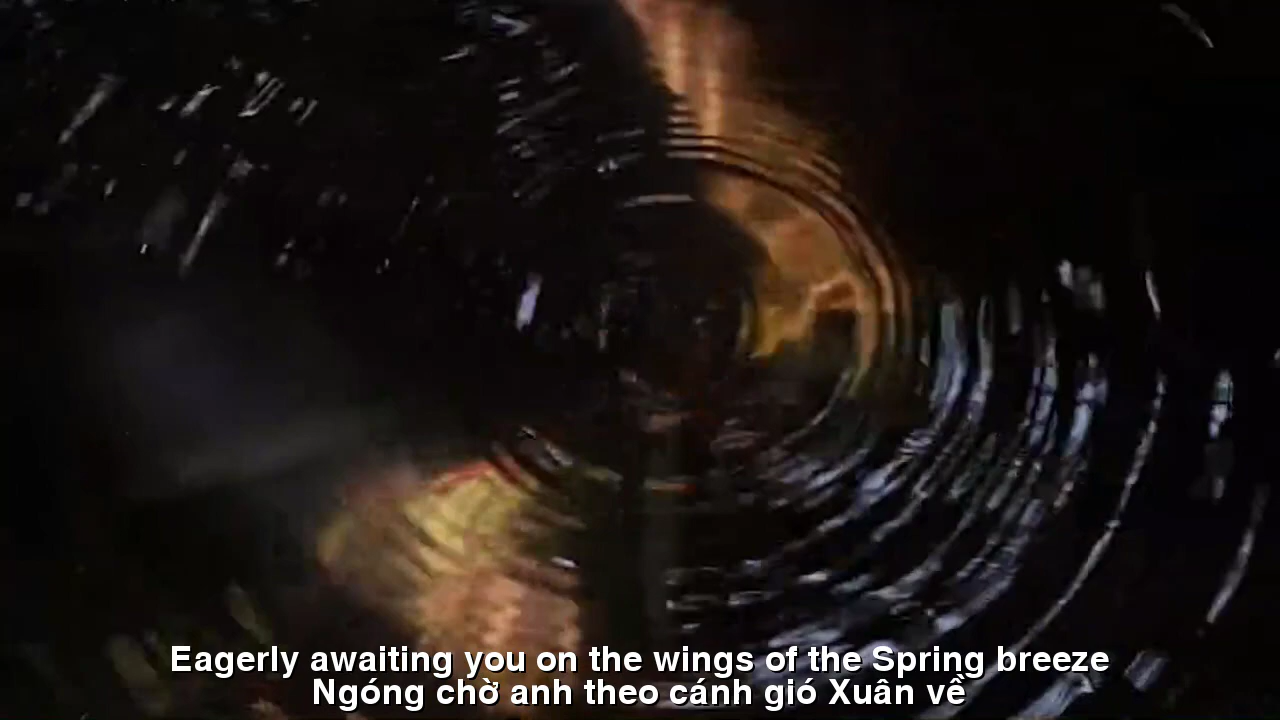 Eagerly awaiting you on the wings of the Spring breeze
Ngóng chờ anh theo cánh gió Xuân về